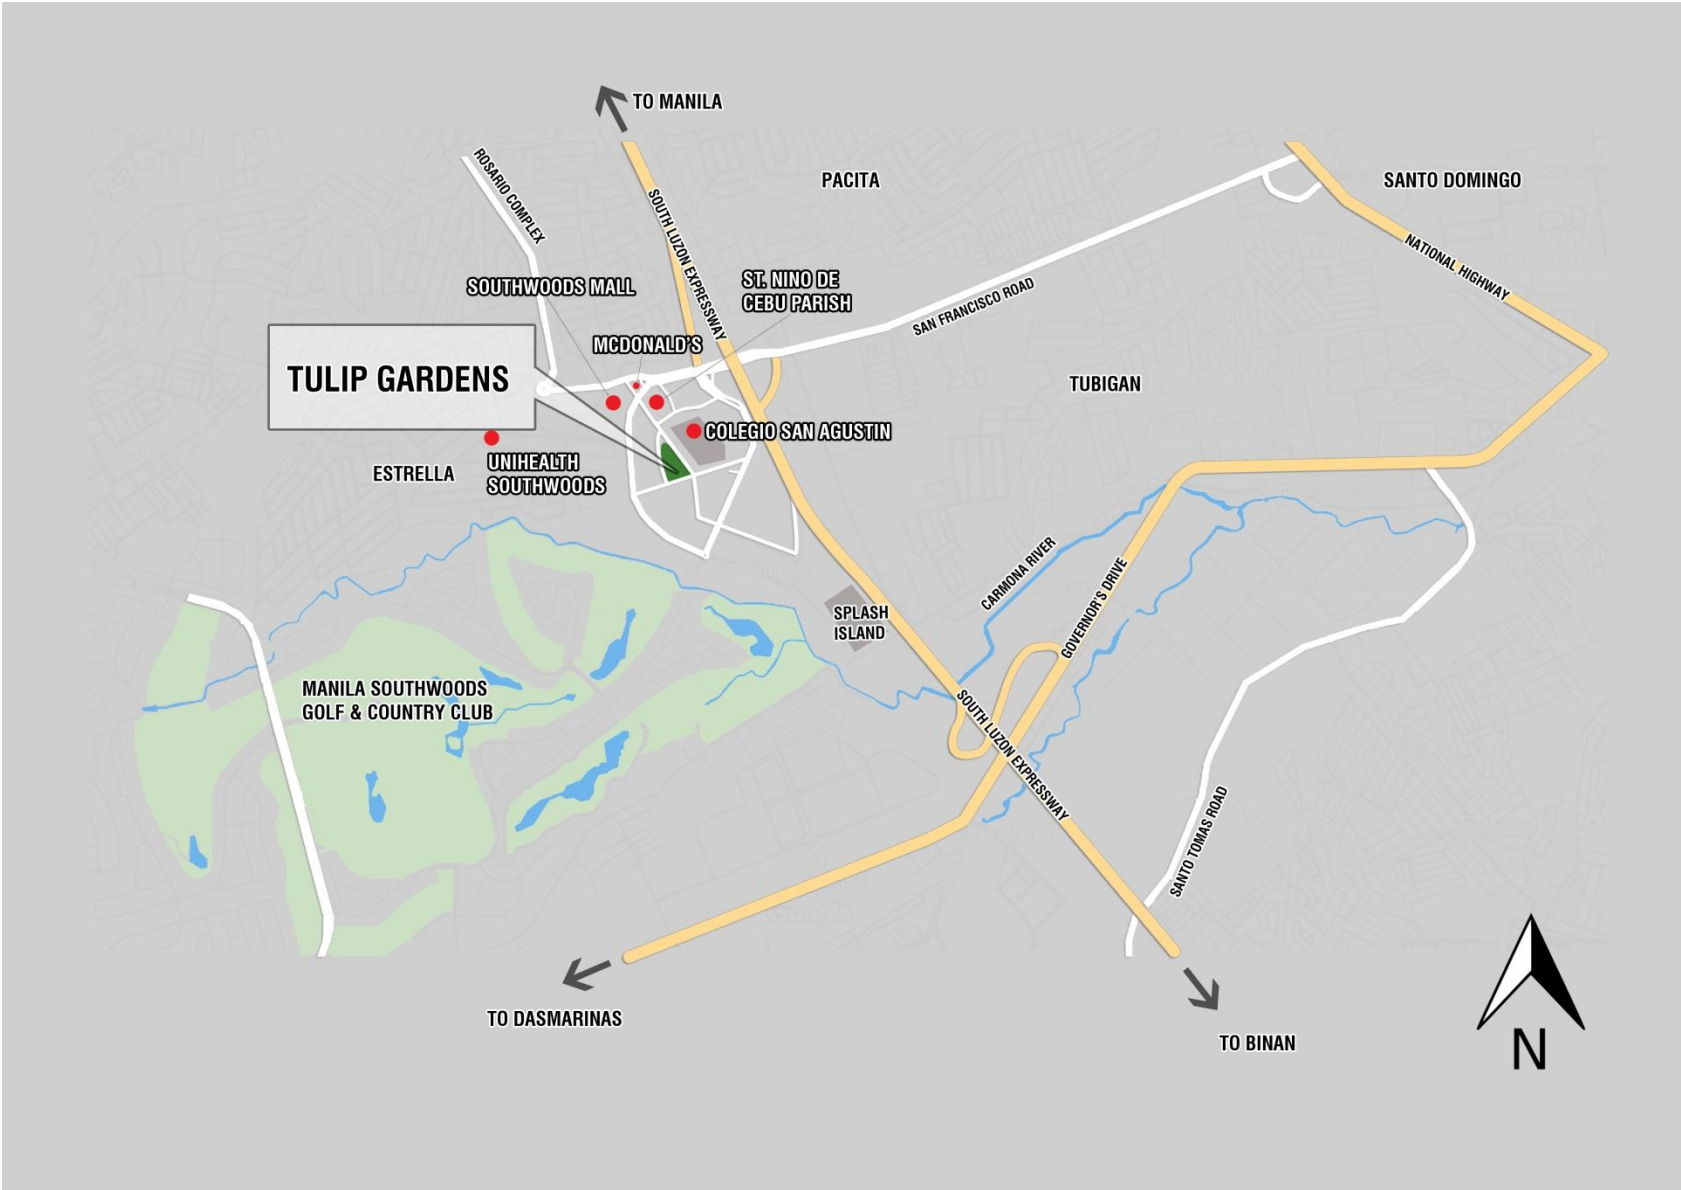 TO MANILA
ROSARIO COMPLEX
PACITA
SANTO DOMINGO
SOUTH LUZON EXPRESSWAY
NATIONAL HIGHWAY
SOUTHWOODS MALL
ST. NINO DE
CEBU PARISH
SAN FRANCISCO ROAD
MCDONALD'S
TULIP GARDENS
TUBIGAN
COLEGIO SAN AGUSTIN
ESTRELLA
UNIHEALTH
SOUTHWOODS
CARMONA RIVER
GOVERNOR'S DRIVE
SPLASH
ISLAND
MANILA SOUTHWOODS
GOLF & COUNTRY CLUB
SOUTH LUZON EXPRESSWAY
SANTO TOMAS ROAD
Google
TO DASMARINAS
TO BINAN
N